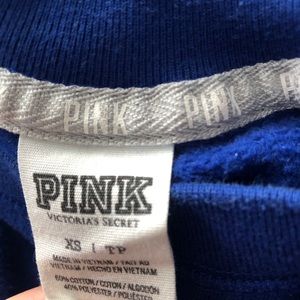 PINK PINK
PINK
VICTORIA'S SECRET
XS | TP
MADE IN VIETNAM / FAIT AU
VIETNAM / HECHO EN VIETNAM
60% COTTON / COTON / ALGODÓN
40% POLYESTER / POLIÉSTER